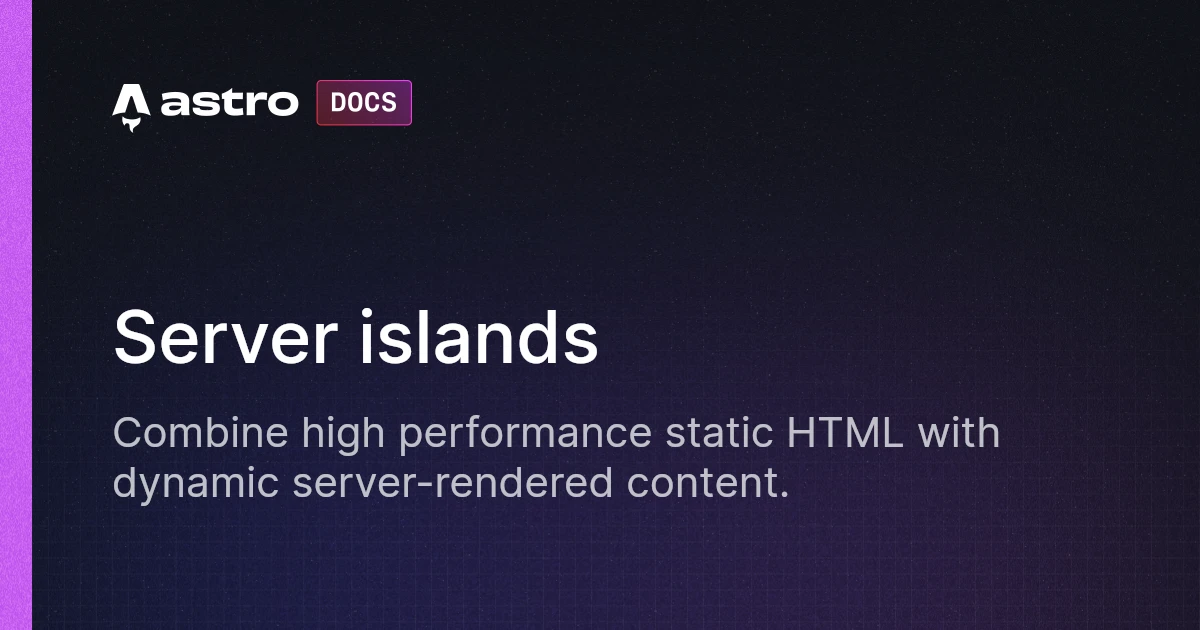 astro DOCS
Server islands
Combine high performance static HTML with
dynamic server-rendered content.